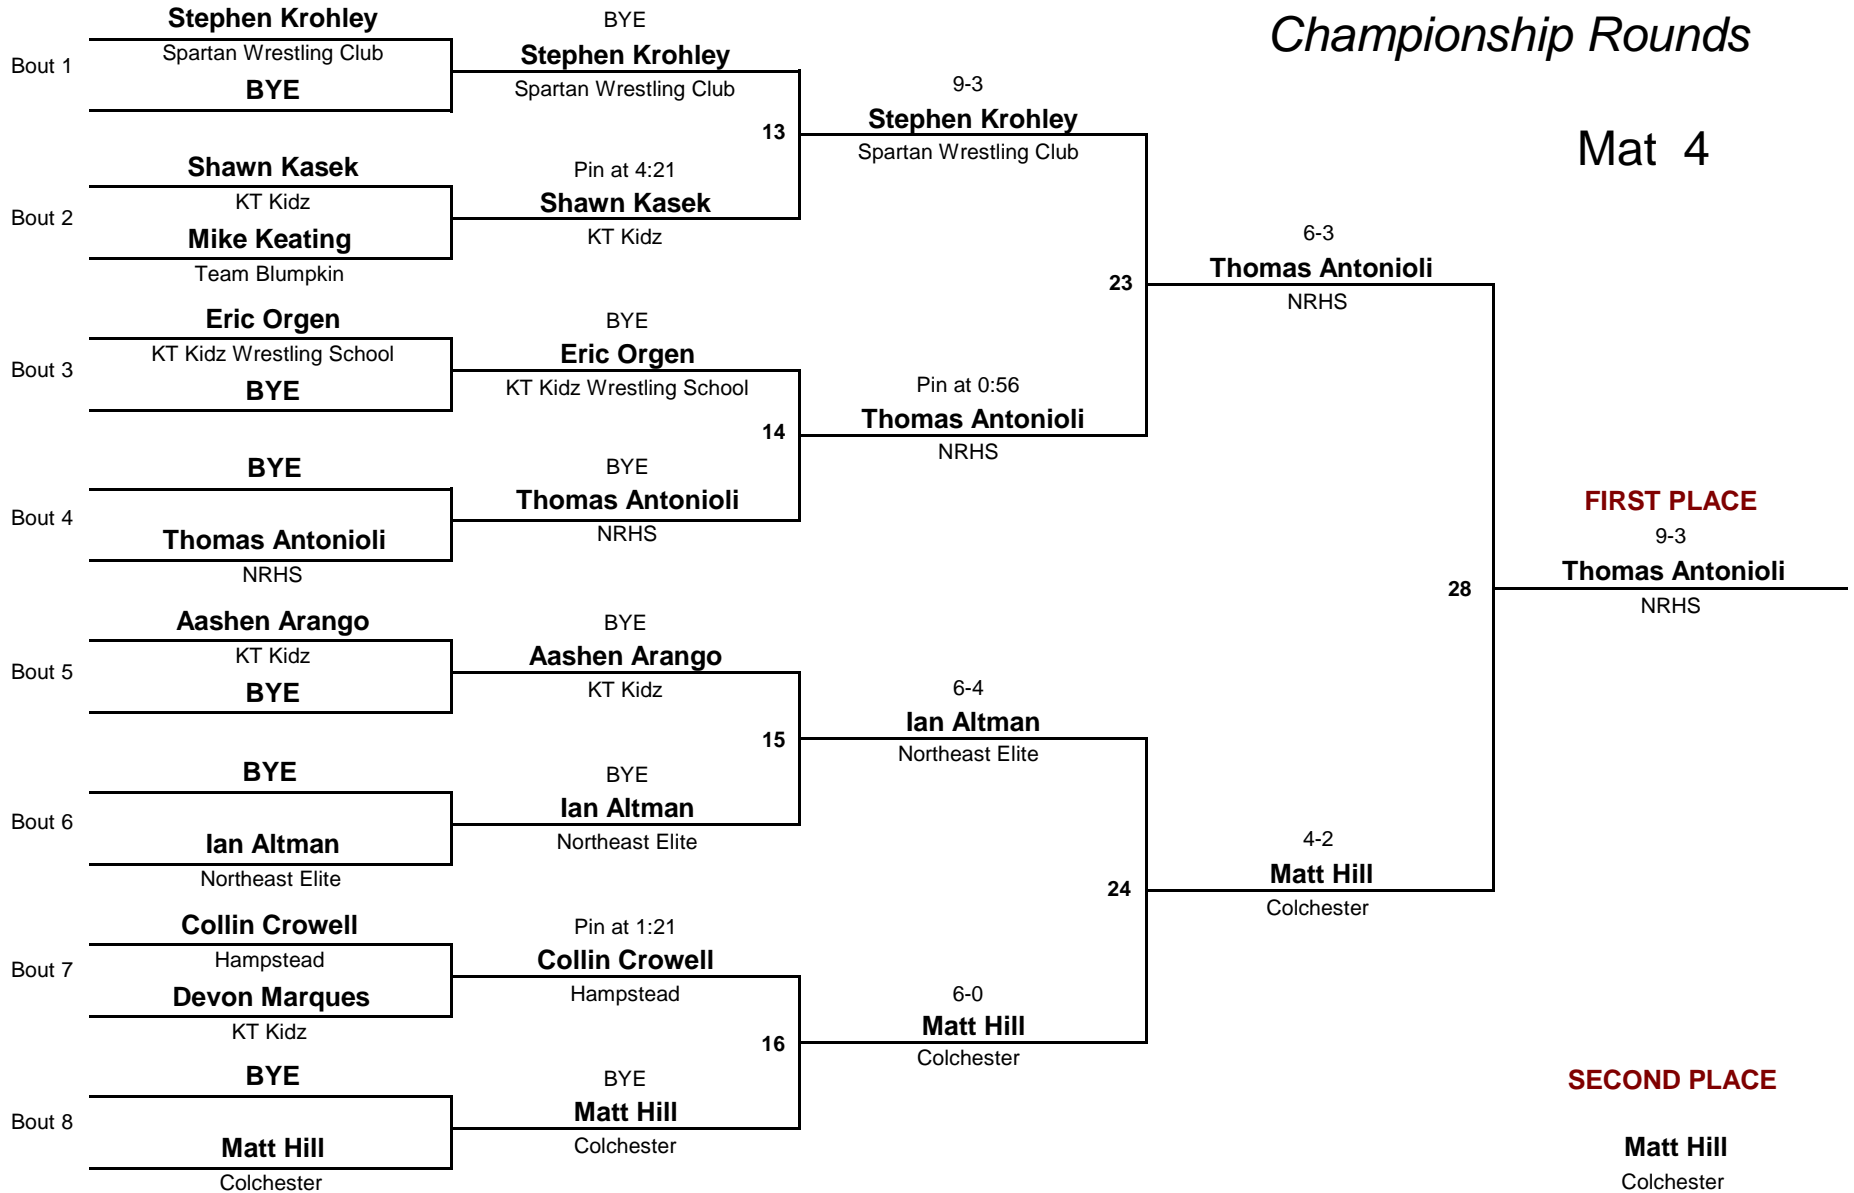 Championship Rounds
Mat 4
Bout 1
Stephen Krohley
Spartan Wrestling Club
BYE
Bout 2
Shawn Kasek
KT Kidz
Mike Keating
Team Blumpkin
Bout 3
Eric Orgen
KT Kidz Wrestling School
BYE
Bout 4
BYE
Thomas Antonioli
NRHS
Bout 5
Aashen Arango
KT Kidz
BYE
Bout 6
BYE
Ian Altman
Northeast Elite
Bout 7
Collin Crowell
Hampstead
Devon Marques
KT Kidz
Bout 8
BYE
Matt Hill
Colchester
BYE
Stephen Krohley
Spartan Wrestling Club
13
Pin at 4:21
Shawn Kasek
KT Kidz
BYE
Eric Orgen
KT Kidz Wrestling School
14
BYE
Thomas Antonioli
NRHS
BYE
Aashen Arango
KT Kidz
15
BYE
Ian Altman
Northeast Elite
Pin at 1:21
Collin Crowell
Hampstead
16
BYE
Matt Hill
Colchester
9-3
Stephen Krohley
Spartan Wrestling Club
23
Pin at 0:56
Thomas Antonioli
NRHS
6-4
Ian Altman
Northeast Elite
24
6-0
Matt Hill
Colchester
6-3
Thomas Antonioli
NRHS
28
4-2
Matt Hill
Colchester
FIRST PLACE
9-3
Thomas Antonioli
NRHS
SECOND PLACE
Matt Hill
Colchester